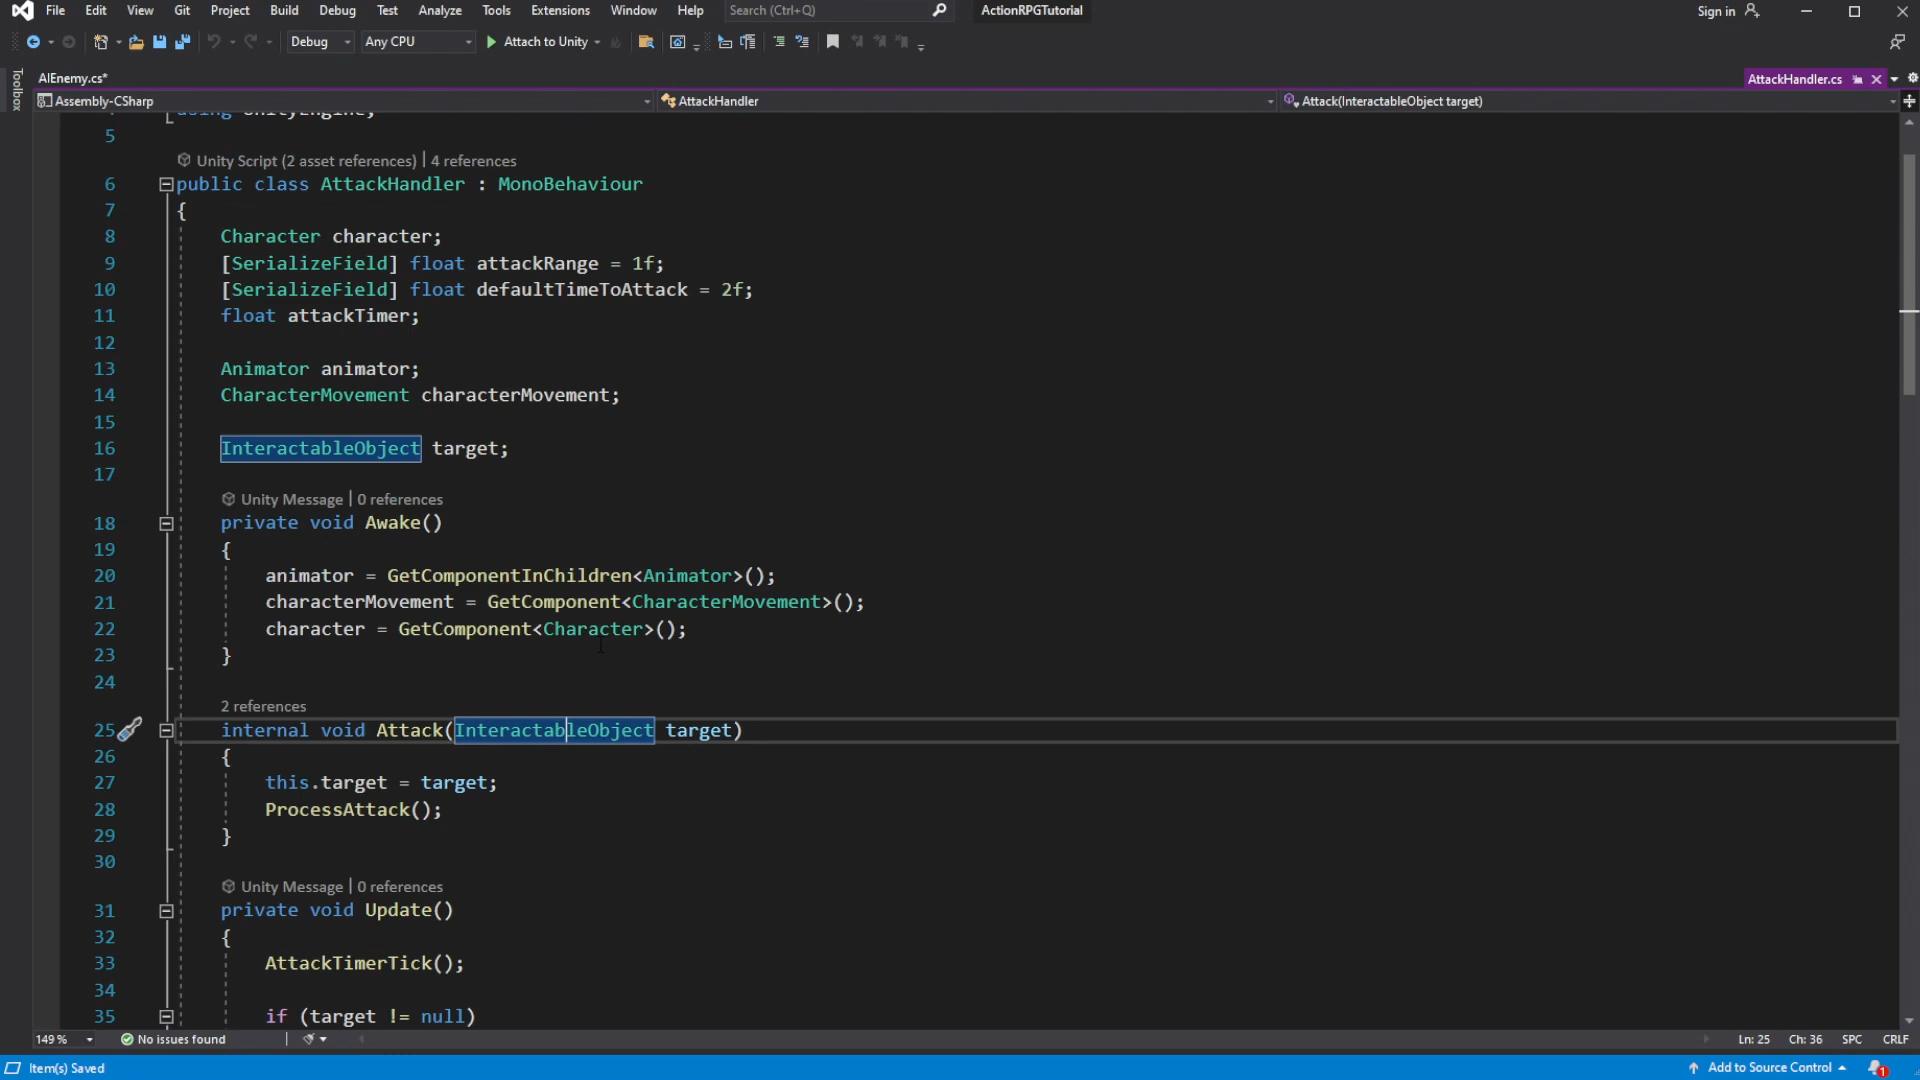 File Edit View Git Project Build Debug Test Analyze Tools Extensions Window Help Search (Ctrl+Q) ActionRPGTutorial Sign in
Debug Any CPU Attach to Unity
Toolbox
AIEnemy.cs* AttackHandler.cs
Assembly-CSharp AttackHandler Attack(InteractableObject target)
using UnityEngine;
5
Unity Script (2 asset references) | 4 references
6 public class AttackHandler : MonoBehaviour
7 {
8 Character character;
9 [SerializeField] float attackRange = 1f;
10 [SerializeField] float defaultTimeToAttack = 2f;
11 float attackTimer;
12
13 Animator animator;
14 CharacterMovement characterMovement;
15
16 InteractableObject target;
17
Unity Message | 0 references
18 private void Awake()
19 {
20 animator = GetComponentInChildren<Animator>();
21 characterMovement = GetComponent<CharacterMovement>();
22 character = GetComponent<Character>();
23 }
24
2 references
25 internal void Attack(InteractableObject target)
26 {
27 this.target = target;
28 ProcessAttack();
29 }
30
Unity Message | 0 references
31 private void Update()
32 {
33 AttackTimerTick();
34
35 if (target != null)
149 % No issues found Ln: 25 Ch: 36 SPC CRLF
Item(s) Saved Add to Source Control 1